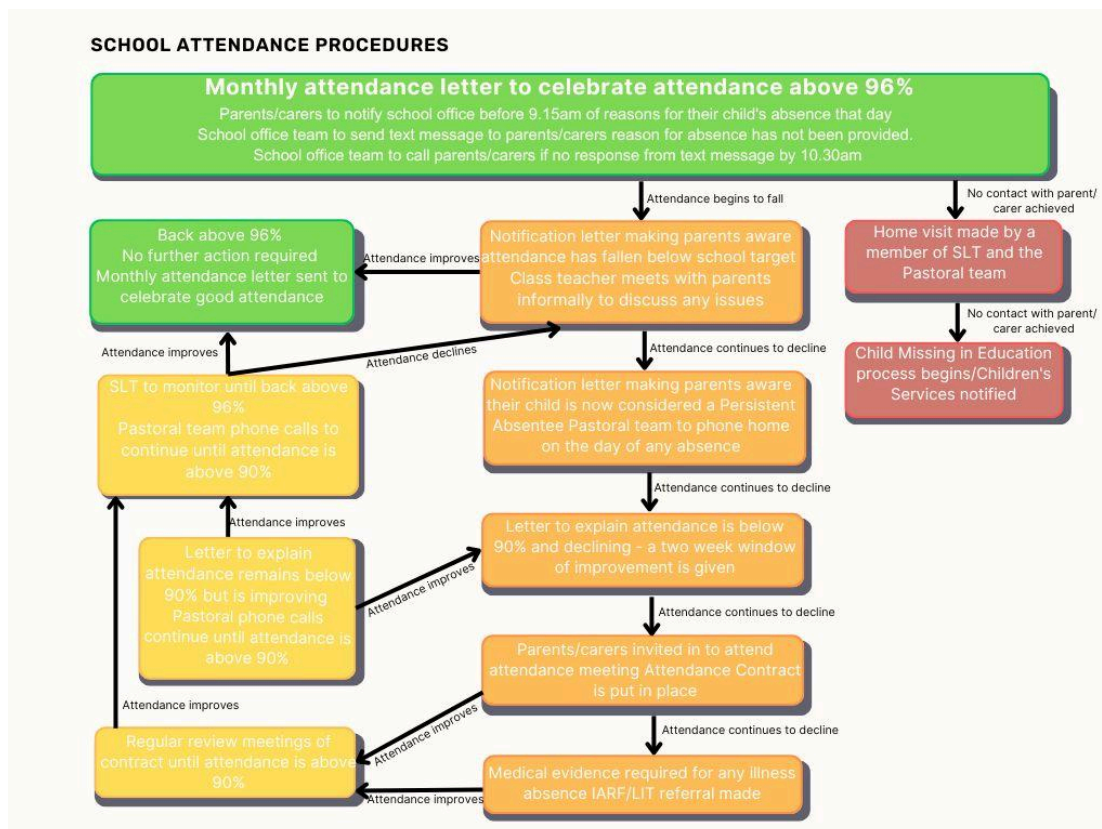 SCHOOL ATTENDANCE PROCEDURES
Monthly attendance letter to celebrate attendance above 96%
Parents/carers to notify school office before 9.15am of reasons for their child's absence that day
School office team to send text message to parents/carers reason for absence has not been provided.
School office team to call parents/carers if no response from text message by 10.30am
Attendance begins to fall
No contact with parent/
carer achieved
Back above 96%
No further action required
Monthly attendance letter sent to
celebrate good attendance
Attendance improves
Notification letter making parents aware
attendance has fallen below school target
Class teacher meets with parents
informally to discuss any issues
Home visit made by a
member of SLT and the
Pastoral team
No contact with parent/
carer achieved
Attendance improves
Attendance declines
Attendance continues to decline
Child Missing in Education
process begins/Children's
Services notified
SLT to monitor until back above
96%
Pastoral team phone calls to
continue until attendance is
above 90%
Notification letter making parents aware
their child is now considered a Persistent
Absentee Pastoral team to phone home
on the day of any absence
Attendance continues to decline
Attendance improves
Letter to explain
attendance remains below
90% but is improving
Pastoral phone calls
continue until attendance is
above 90%
Attendance improves
Letter to explain attendance is below
90% and declining - a two week window
of improvement is given
Attendance continues to decline
Parents/carers invited in to attend
attendance meeting Attendance Contract
is put in place
Attendance improves
Attendance improves
Attendance continues to decline
Regular review meetings of
contract until attendance is above
90%
Medical evidence required for any illness
absence IARF/LIT referral made
Attendance improves